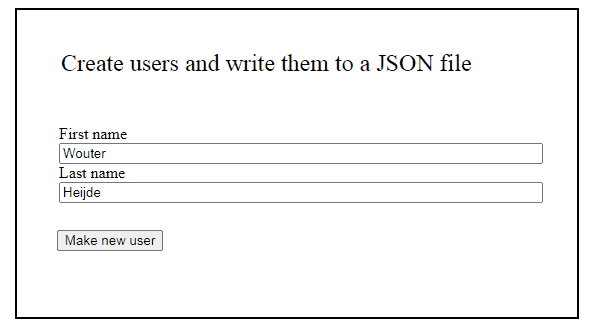 Create users and write them to a JSON file
First name
Wouter
Last name
Heijde
Make new user